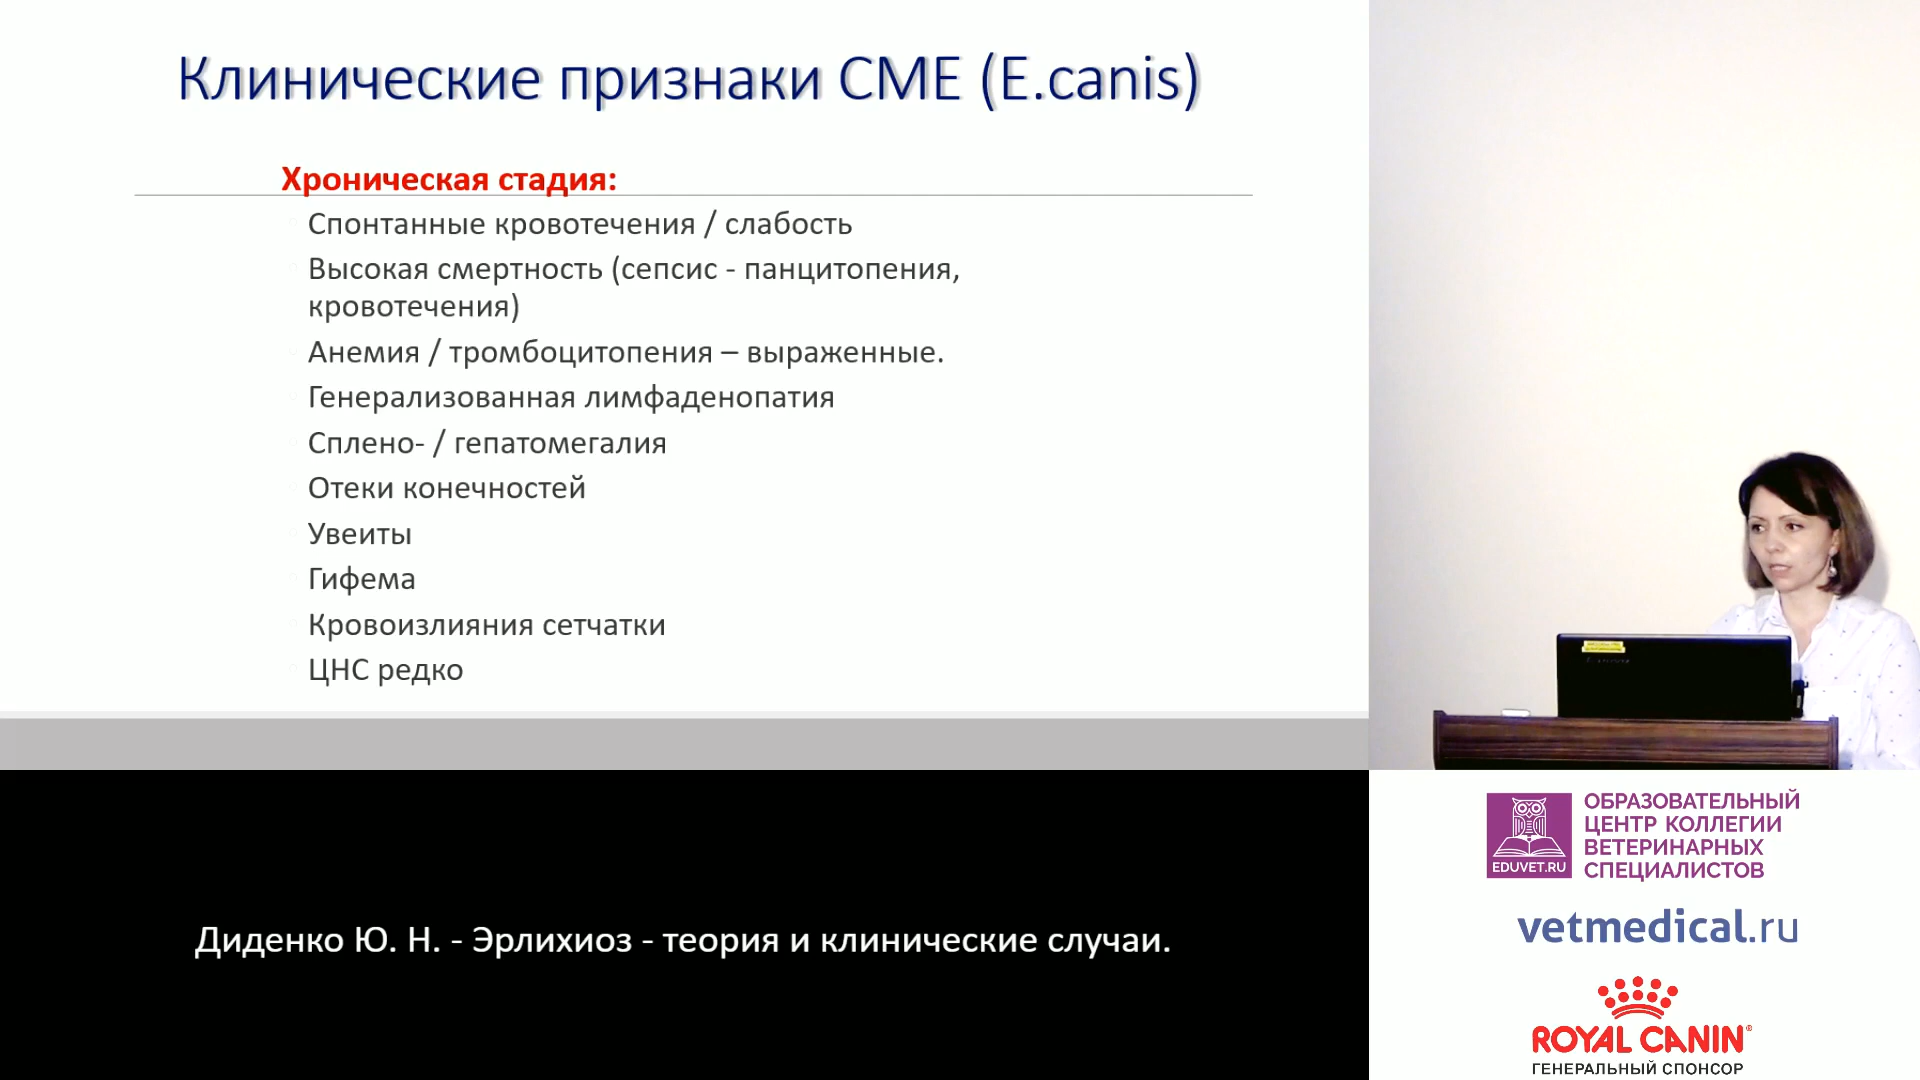 Клинические признаки CME (E.canis)
Хроническая стадия:
Спонтанные кровотечения / слабость
Высокая смертность (сепсис - панцитопения,
кровотечения)
Анемия / тромбоцитопения – выраженные.
Генерализованная лимфаденопатия
Сплено- / гепатомегалия
Отеки конечностей
Увеиты
Гифема
Кровоизлияния сетчатки
ЦНС редко
Диденко Ю. Н. - Эрлихиоз - теория и клинические случаи.
ОБРАЗОВАТЕЛЬНЫЙ
ЦЕНТР КОЛЛЕГИИ
ВЕТЕРИНАРНЫХ
СПЕЦИАЛИСТОВ
EDUVET.RU
vetmedical.ru
ROYAL CANIN®
ГЕНЕРАЛЬНЫЙ СПОНСОР